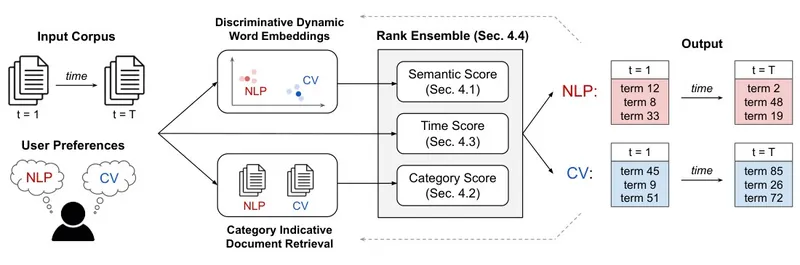 Input Corpus
time
t = 1
t = T
User Preferences
NLP
CV
Discriminative Dynamic
Word Embeddings
NLP
CV
NLP
CV
Category Indicative
Document Retrieval
Rank Ensemble (Sec. 4.4)
Semantic Score
(Sec. 4.1)
Time Score
(Sec. 4.3)
Category Score
(Sec. 4.2)
Output
NLP:
t = 1
term 12
term 8
term 33
time
t = T
term 2
term 48
term 19
CV:
t = 1
term 45
term 9
term 51
time
t = T
term 85
term 26
term 72